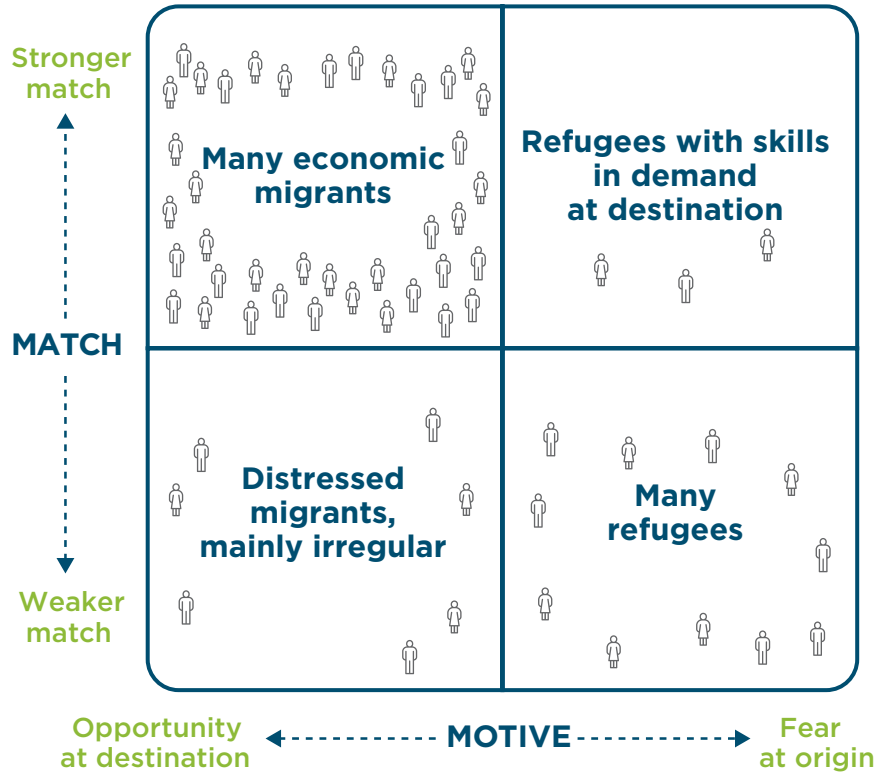 Stronger
match
Many economic
migrants
Refugees with skills
in demand
at destination
MATCH
Distressed
migrants,
mainly irregular
Many
refugees
Weaker
match
Opportunity
at destination
MOTIVE
Fear
at origin